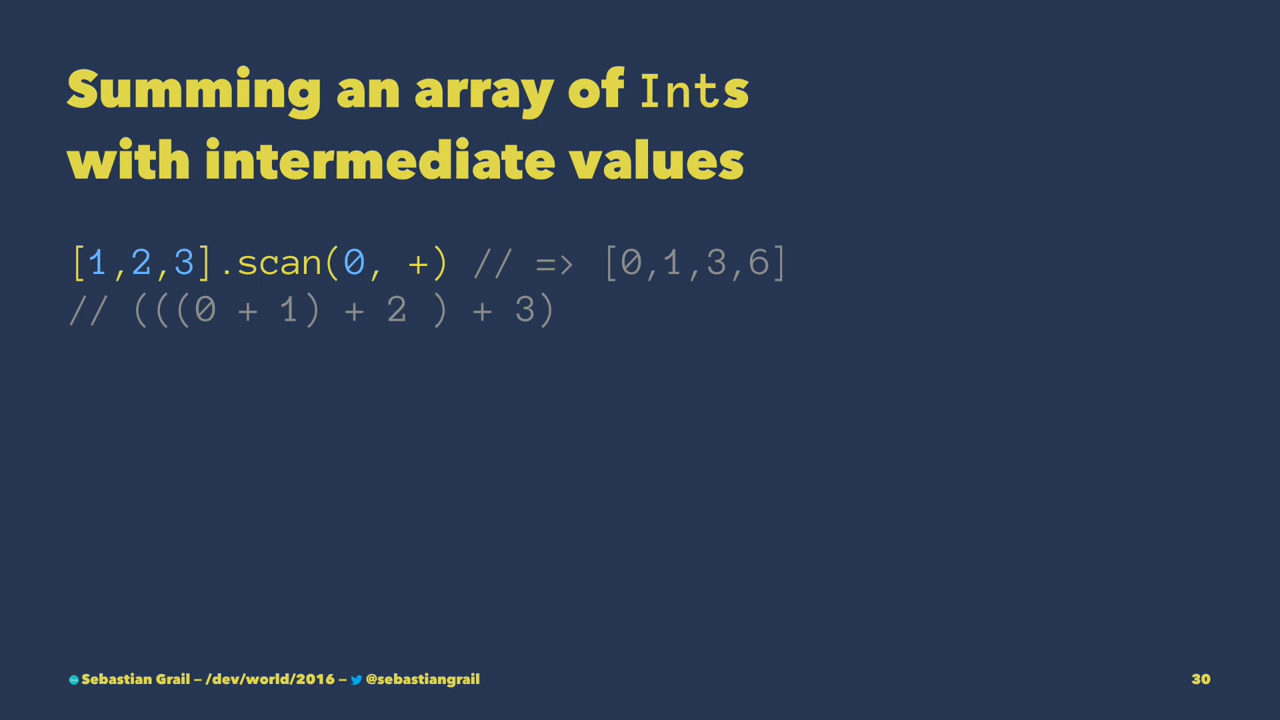 Summing an array of Ints
with intermediate values
[1,2,3].scan(0, +) // => [0,1,3,6]
// (((0 + 1) + 2 ) + 3)
Sebastian Grail – /dev/world/2016 – @sebastiangrail
30